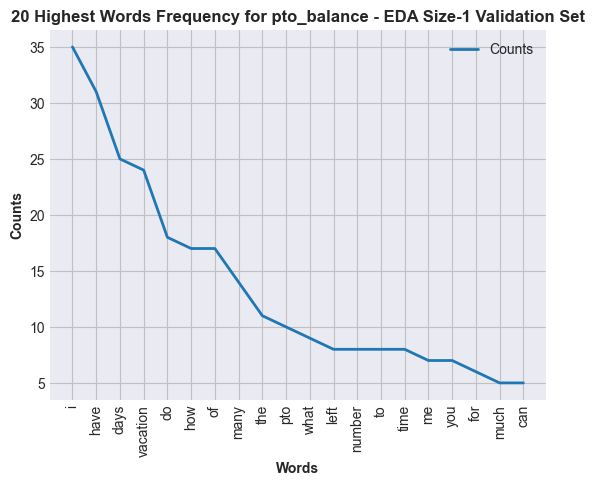 20 Highest Words Frequency for pto_balance - EDA Size-1 Validation Set
Counts
35
30
25
20
15
10
5
Counts
i
have
days
vacation
do
how
of
many
the
pto
what
left
number
to
time
me
you
for
much
can
Words